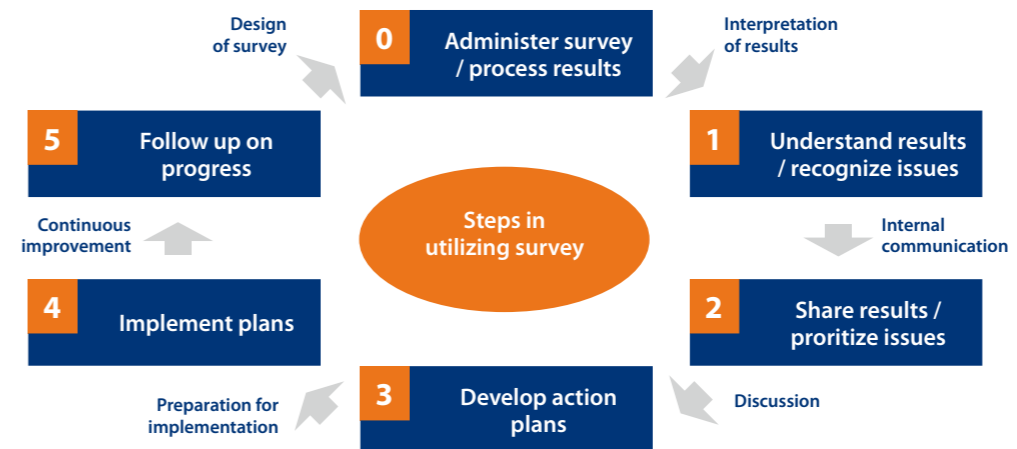 Design
of survey
0
Administer survey
/ process results
Interpretation
of results
5
Follow up on
progress
1
Understand results
/ recognize issues
Steps in
utilizing survey
Continuous
improvement
Internal
communication
4
Implement plans
2
Share results /
proritize issues
Preparation for
implementation
3
Develop action
plans
Discussion